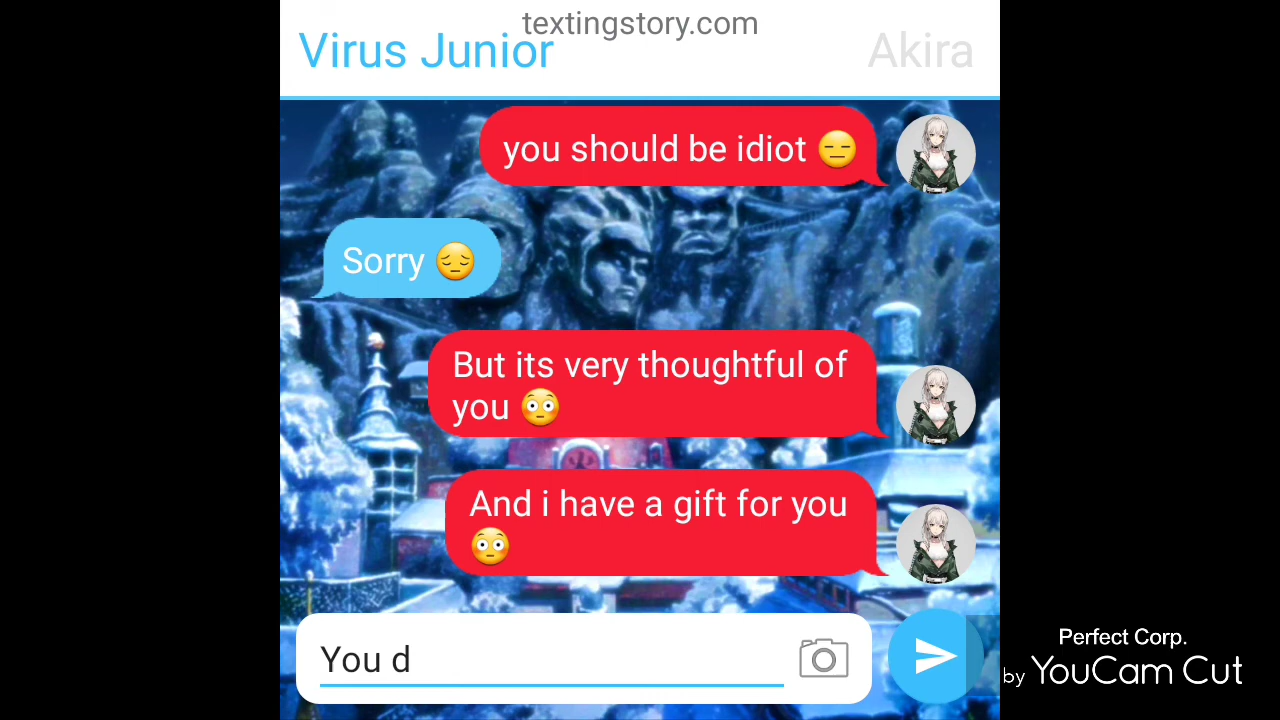 textingstory.com
Virus Junior
Akira
you should be idiot 😑
Sorry 😔
But its very thoughtful of
you 😳
And i have a gift for you
😳
You d
Perfect Corp.
by YouCam Cut